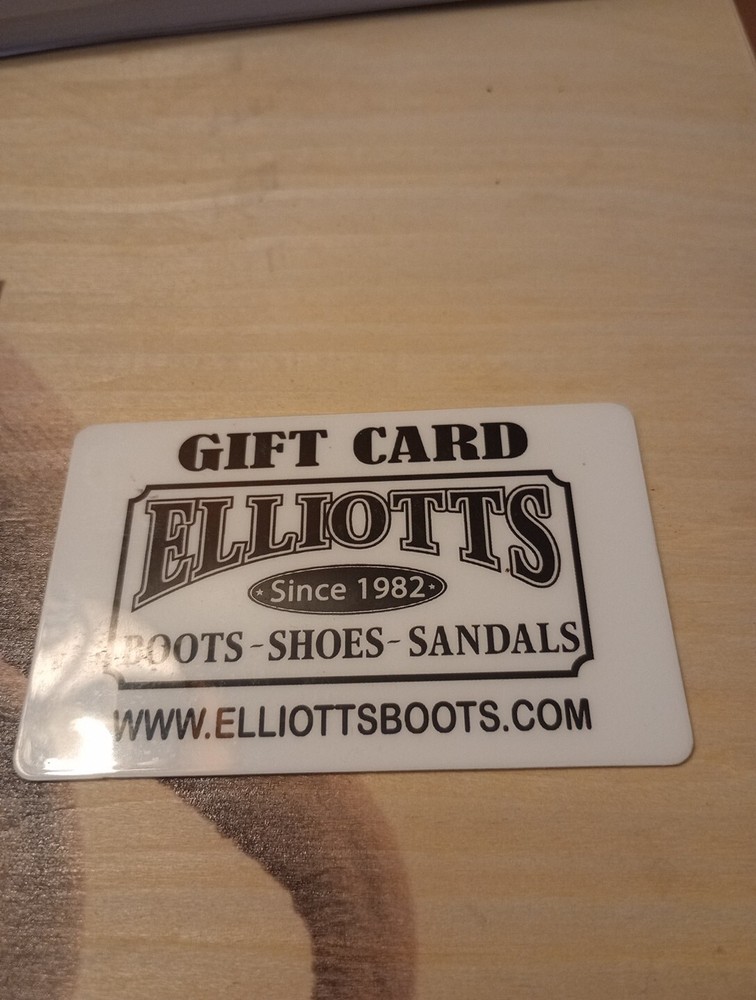 GIFT CARD
ELLIOTTS
Since 1982
BOOTS - SHOES - SANDALS
WWW.ELLIOTTSBOOTS.COM